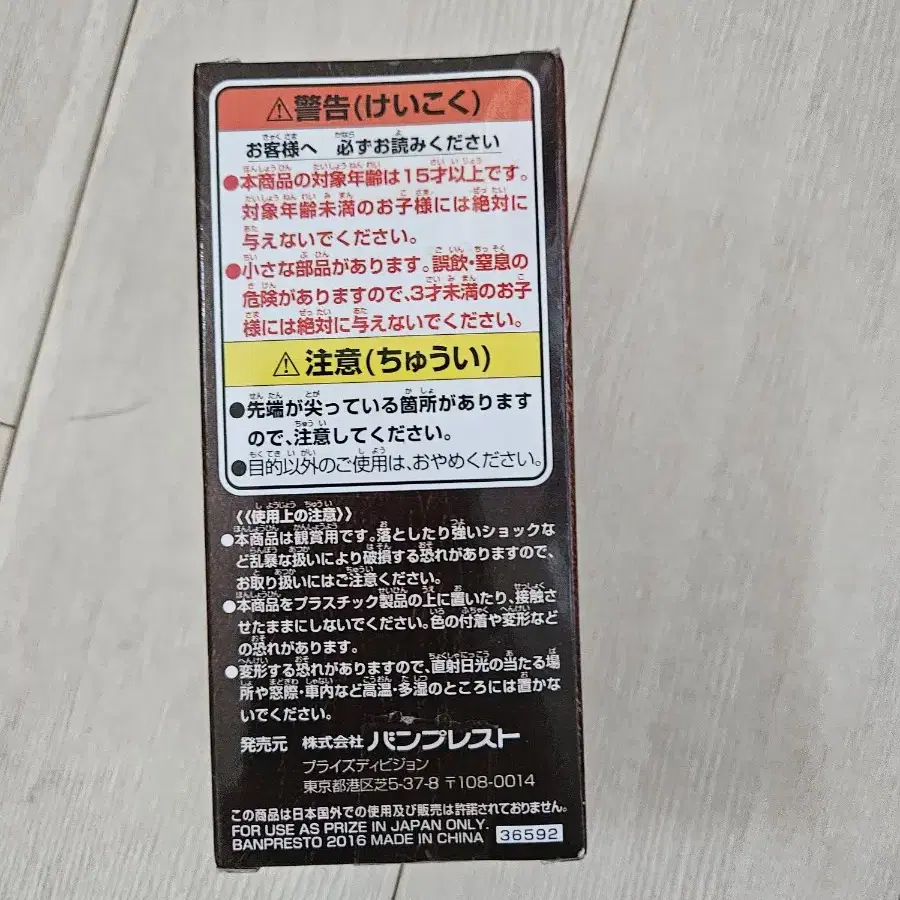 ⚠警告(けいこく)
お客様へ 必ずお読みください
●本商品の対象年齢は15才以上です。
対象年齢未満のお子様には絶対に
与えないでください。
●小さな部品があります。誤飲・窒息の
危険がありますので、3才未満のお子
様には絶対に与えないでください。
⚠注意(ちゅうい)
●先端が尖っている箇所があります
ので、注意してください。
●目的以外のご使用は、おやめください。
《使用上の注意》
●本商品は観賞用です。落としたり強いショックな
ど乱暴な扱いにより破損する恐れがありますので、
お取り扱いにはご注意ください。
●本商品をプラスチック製品の上に置いたり、接触さ
せたままにしないでください。色の付着や変形など
の恐れがあります。
●変形する恐れがありますので、直射日光の当たる場
所や窓際・車内など高温・多湿のところには置かな
いでください。
発売元 株式会社 バンプレスト
プライズディビジョン
東京都港区芝5-37-8 〒108-0014
この商品は日本国外での使用及び販売は許諾されておりません。
FOR USE AS PRIZE IN JAPAN ONLY.
BANPRESTO 2016 MADE IN CHINA 36592